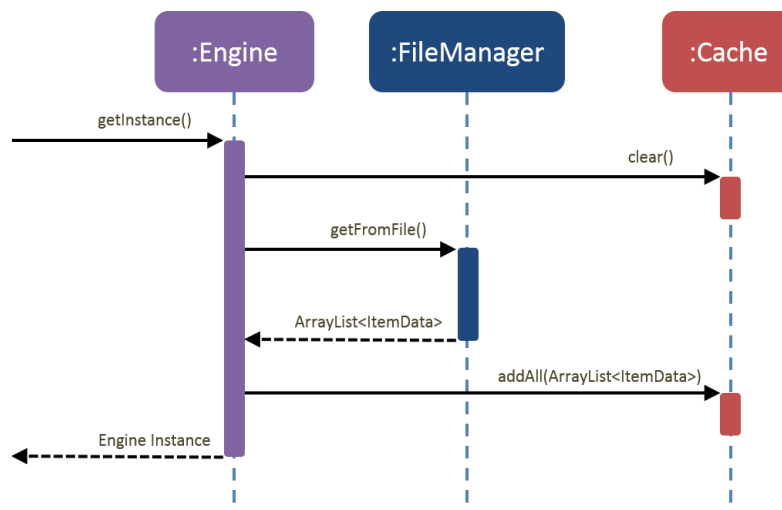 :Engine
:FileManager
:Cache
getInstance()
clear()
getFromFile()
ArrayList<ItemData>
addAll(ArrayList<ItemData>)
Engine Instance